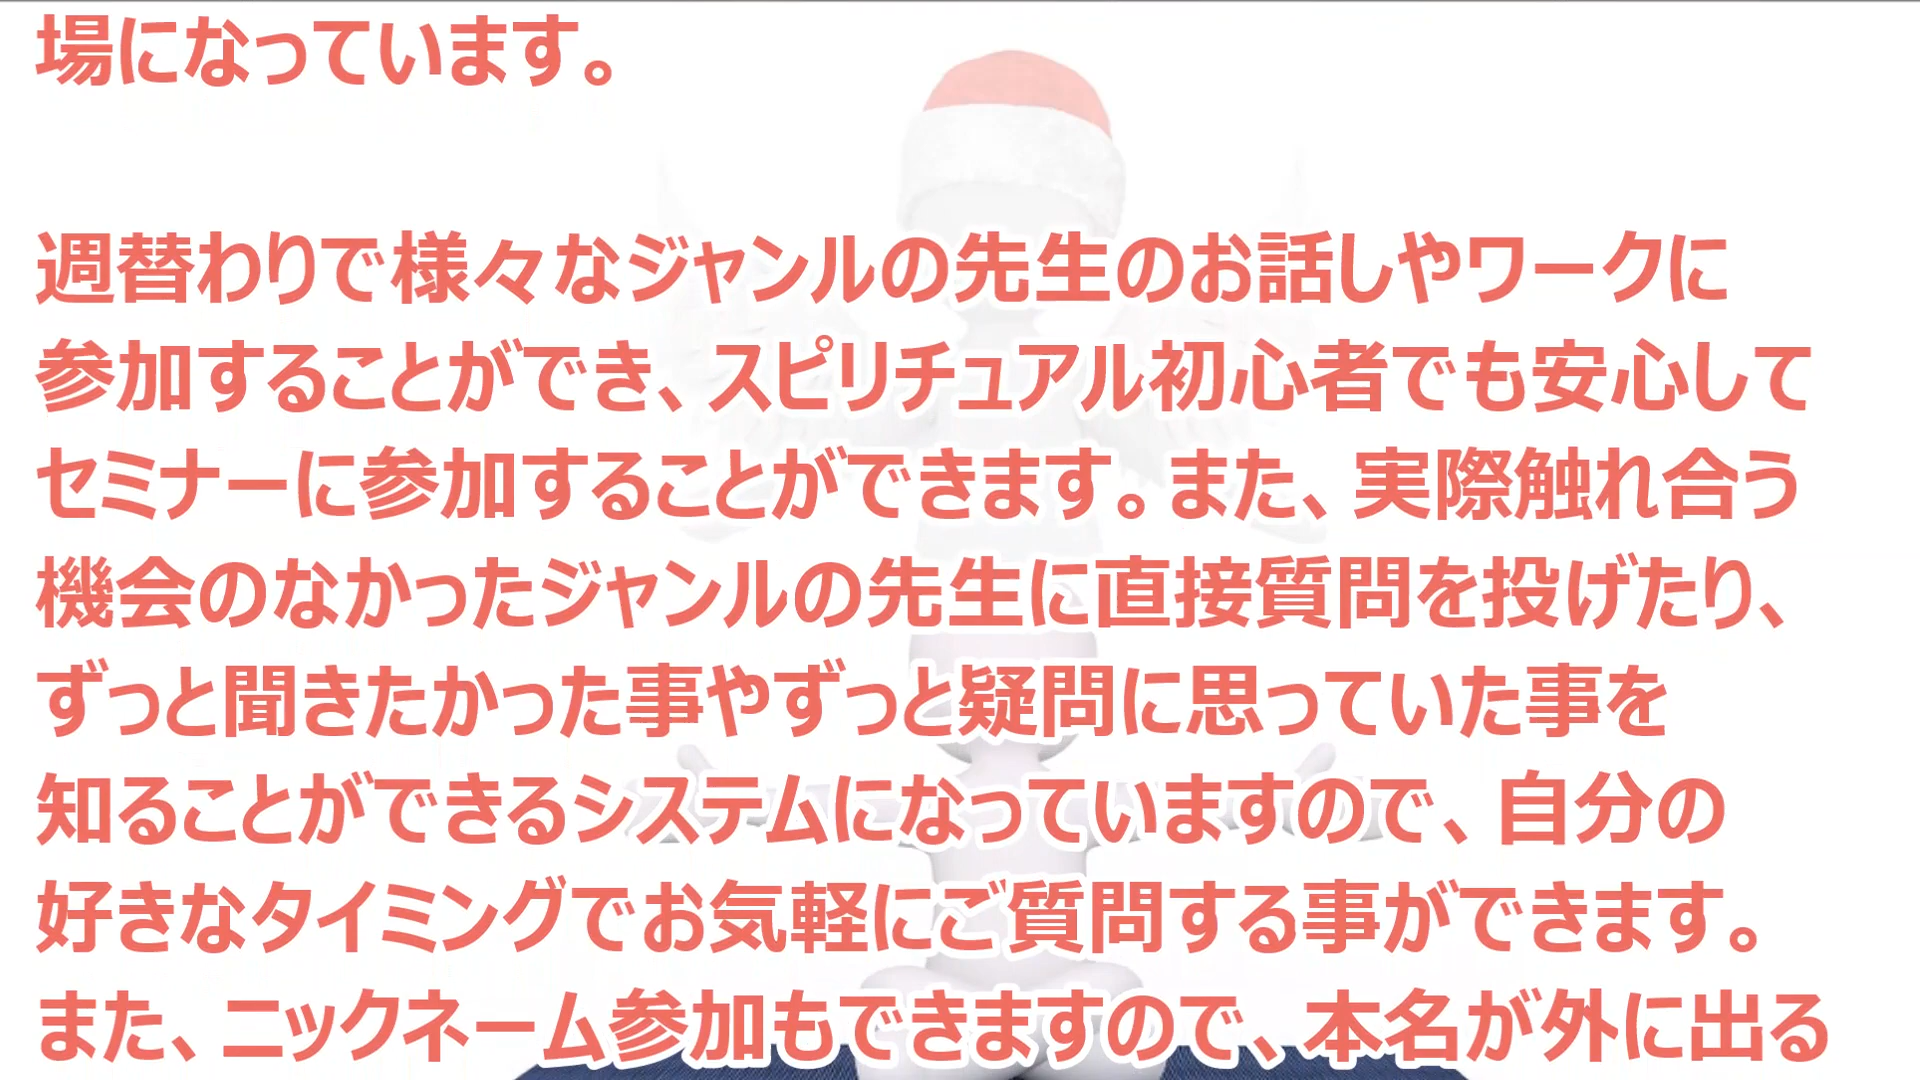 場になっています。
週替わりで様々なジャンルの先生のお話しやワークに
参加することができ、スピリチュアル初心者でも安心して
セミナーに参加することができます。また、実際触れ合う
機会のなかったジャンルの先生に直接質問を投げたり、
ずっと聞きたかった事やずっと疑問に思っていた事を
知ることができるシステムになっていますので、自分の
好きなタイミングでお気軽にご質問する事ができます。
また、ニックネーム参加もできますので、本名が外に出る